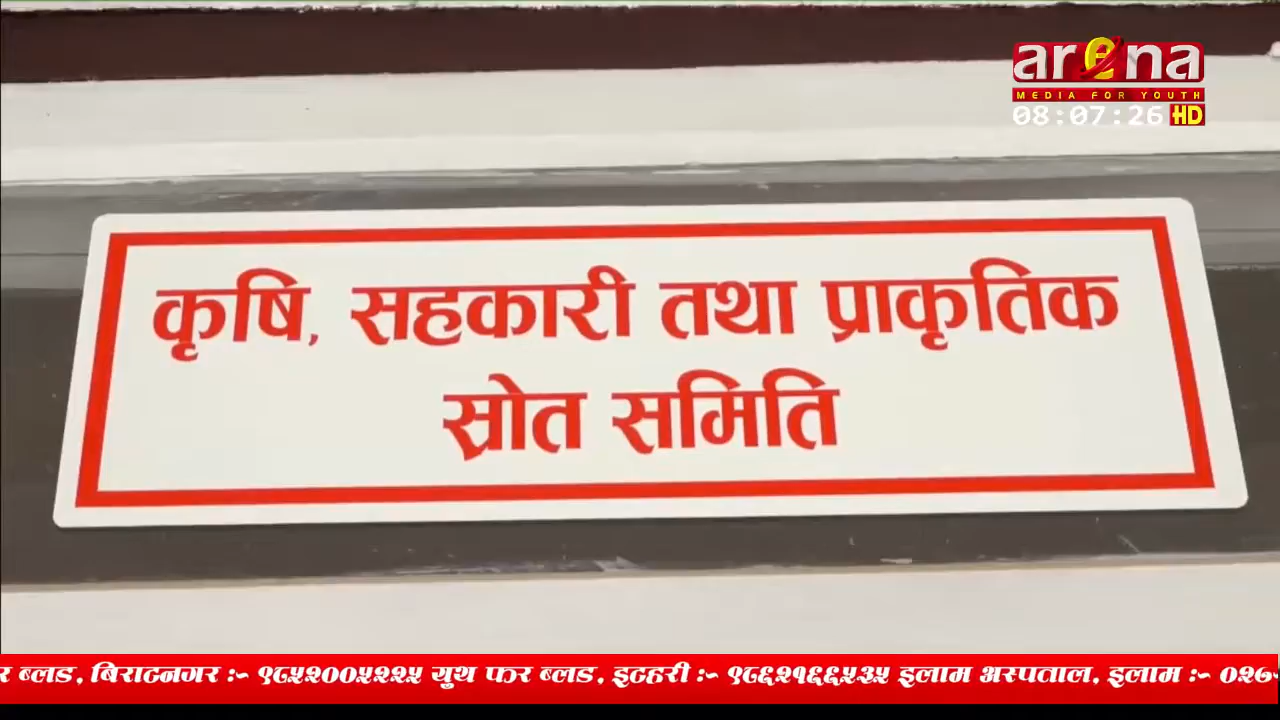 arena
MEDIA FOR YOUTH
08:07:26 HD
कृषि, सहकारी तथा प्राकृतिक
स्रोत समिति
र ब्लड, बिराटनगर :- ९८५२००५२२५ युथ फर ब्लड, इटहरी :- ९८६२१६६५३५ इलाम अस्पताल, इलाम :- ०२७